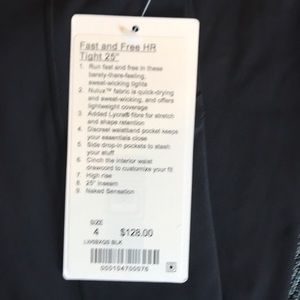 Fast and Free HR
Tight 25"
1. Run fast and free in these
barely-there-feeling,
sweat-wicking tights
2. Nulux™ fabric is quick-drying
and sweat-wicking, and offers
lightweight coverage
3. Added Lycra® fibre for stretch
and shape retention
4. Discreet waistband pocket keeps
your essentials close
5. Side drop-in pockets to stash
your stuff
6. Cinch the interior waist
drawcord to customize your fit
7. High rise
8. 25" inseam
9. Naked Sensation
SIZE
4 $128.00
BLK
000104700076